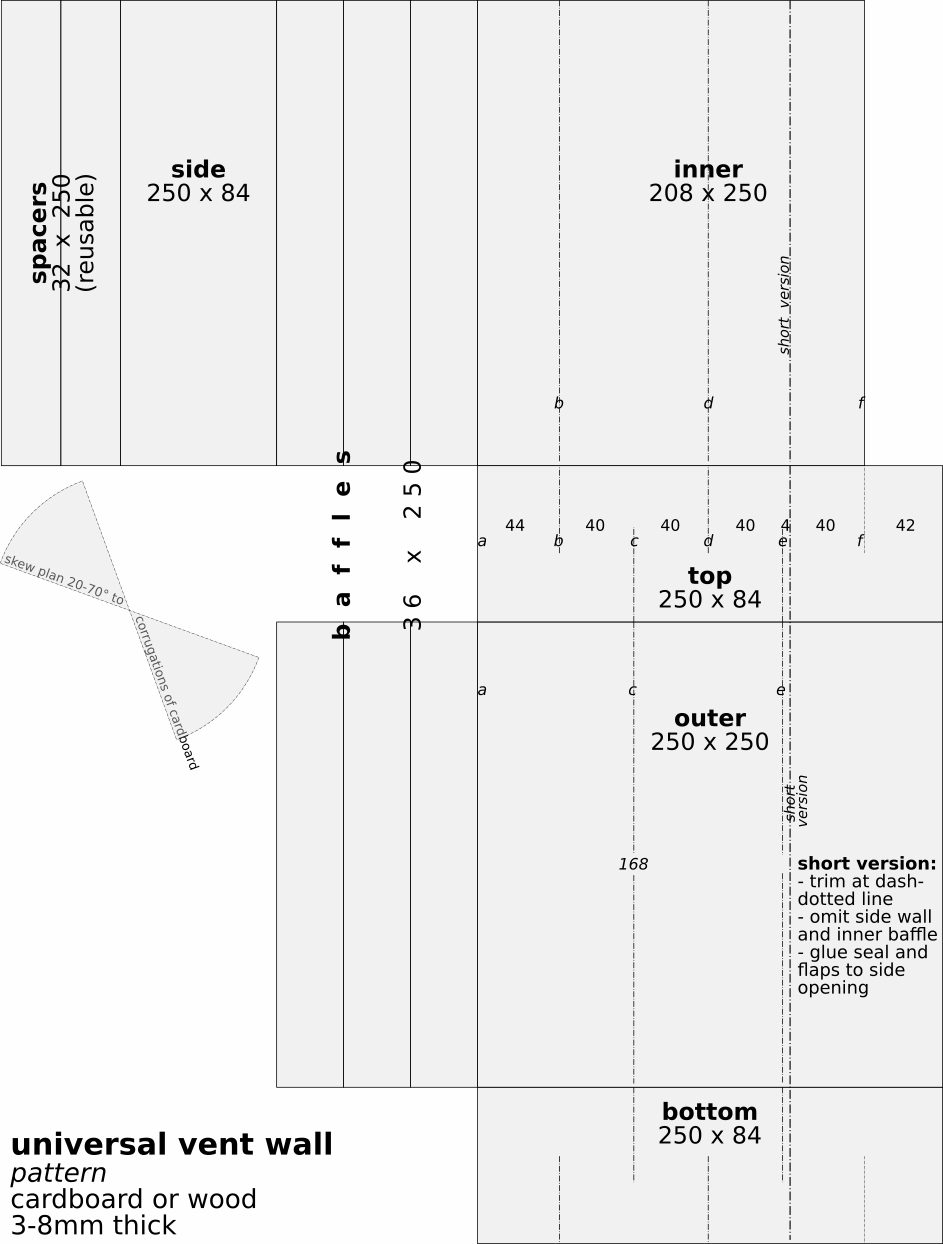 spacers
32 x 250
(reusable)
side
250 x 84
inner
208 x 250
short version
b d f
baffles
36 x 250
44 40 40 40 4 40 42
a b c d e f
top
250 x 84
skew plan 20-70° to
corrugations of cardboard
a c e
outer
250 x 250
short
version
168
short version:
- trim at dash-
dotted line
- omit side wall
and inner baffle
- glue seal and
flaps to side
opening
bottom
250 x 84
universal vent wall
pattern
cardboard or wood
3-8mm thick